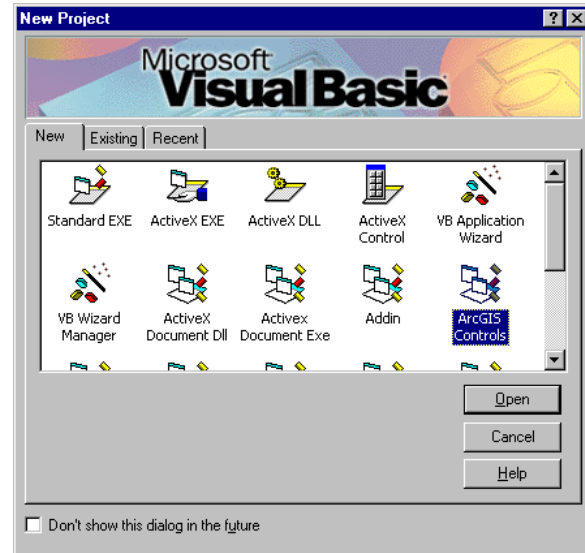 New Project
Microsoft
Visual Basic
New Existing Recent
Standard EXE ActiveX EXE ActiveX DLL ActiveX Control VB Application Wizard
VB Wizard Manager ActiveX Document Dll Activex Document Exe Addin ArcGIS Controls
Open
Cancel
Help
Don't show this dialog in the future